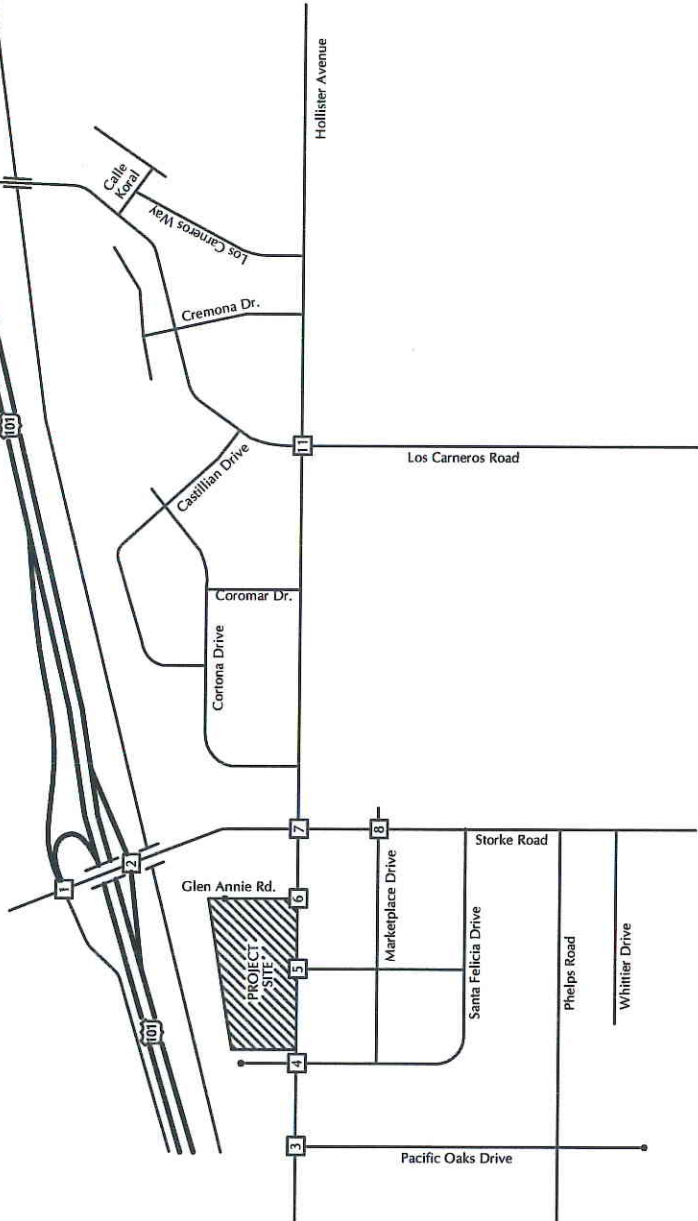 Hollister Avenue
Calle
Koral
Los Carneros Way
Cremona Dr.
101
11
Los Carneros Road
Castillian Drive
Coromar Dr.
Cortona Drive
7
8
Storke Road
1
2
Glen Annie Rd.
6
Marketplace Drive
PROJECT
SITE
5
Santa Felicia Drive
Phelps Road
Whittier Drive
101
4
3
Pacific Oaks Drive